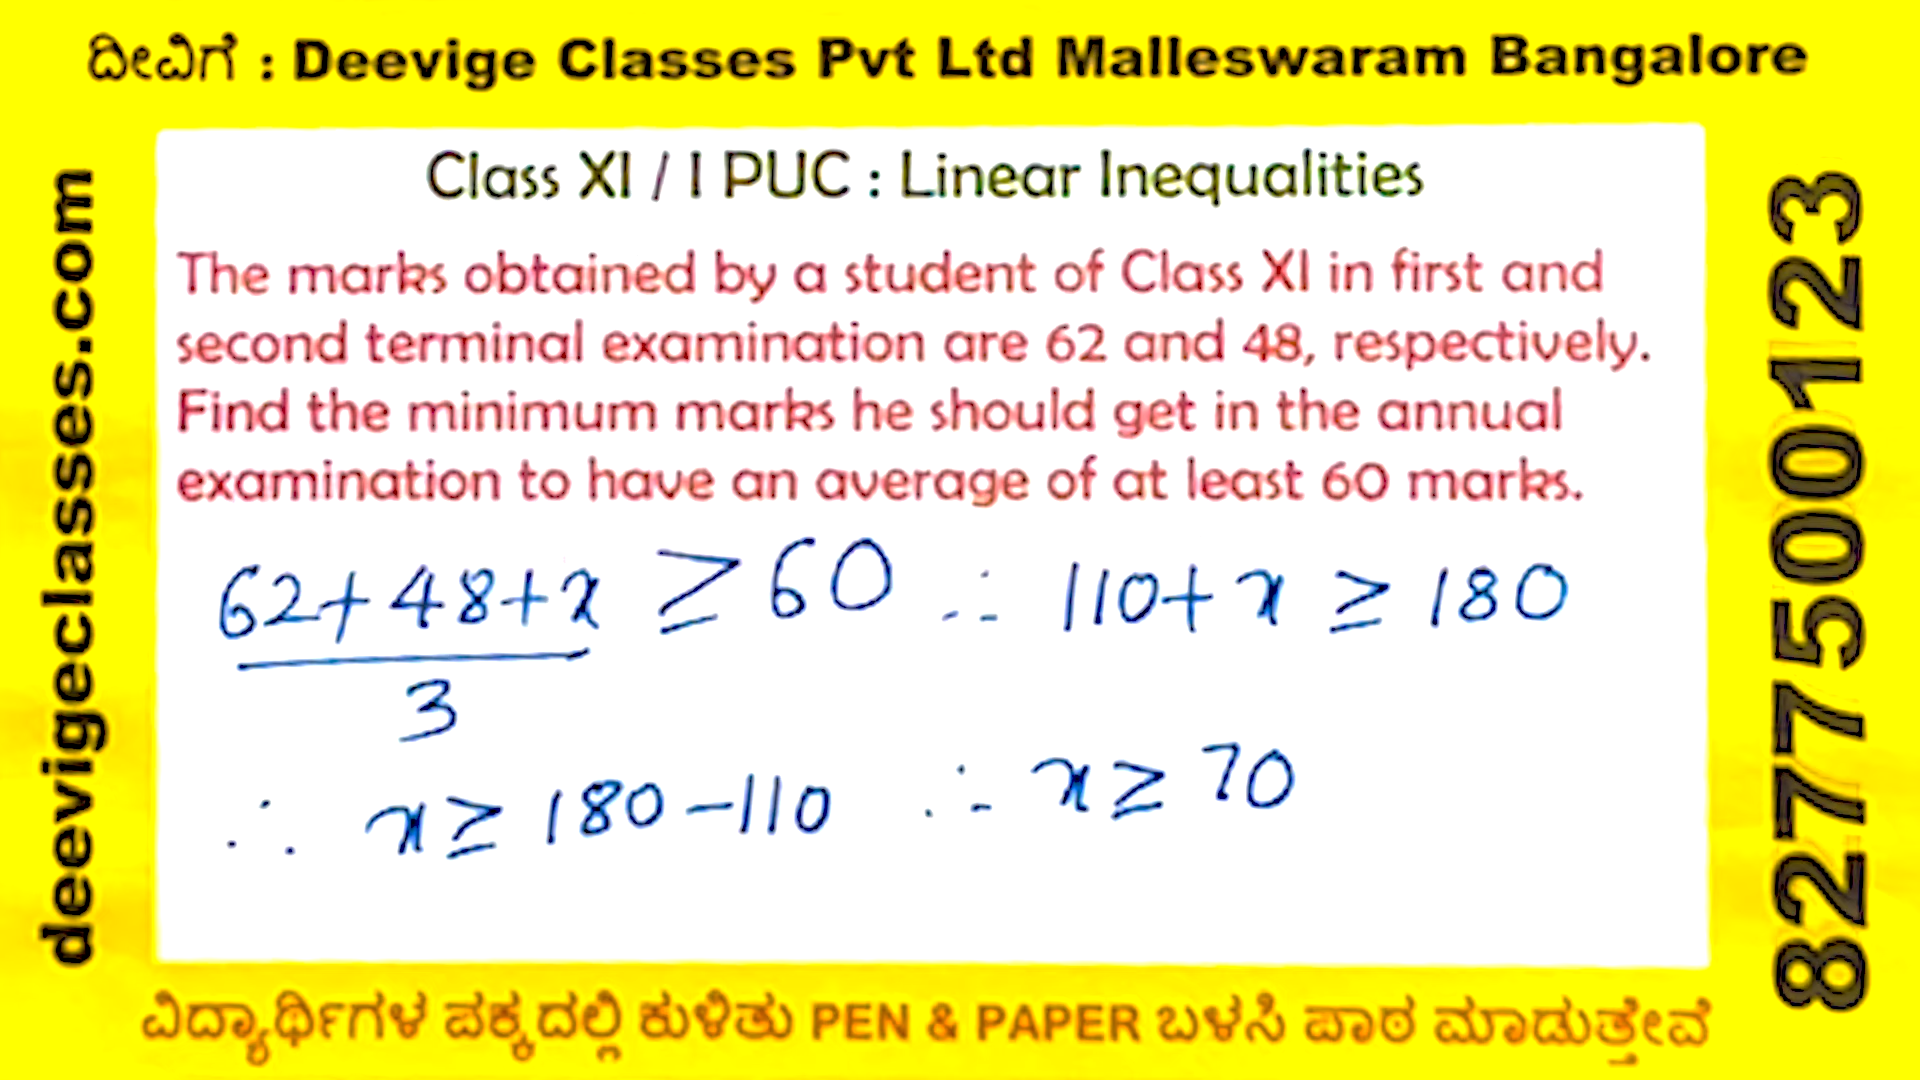 ದೀವಿಗೆ : Deevige Classes Pvt Ltd Malleswaram Bangalore
deevigeclasses.com
Class XI / I PUC : Linear Inequalities
The marks obtained by a student of Class XI in first and
second terminal examination are 62 and 48, respectively.
Find the minimum marks he should get in the annual
examination to have an average of at least 60 marks.
62+48+x ≥ 60 ∴ 110+x ≥ 180
3
∴ x ≥ 180-110 ∴ x ≥ 70
8277500123
ವಿದ್ಯಾರ್ಥಿಗಳ ಪಕ್ಕದಲ್ಲಿ ಕುಳಿತು PEN & PAPER ಬಳಸಿ ಪಾಠ ಮಾಡುತ್ತೇವೆ